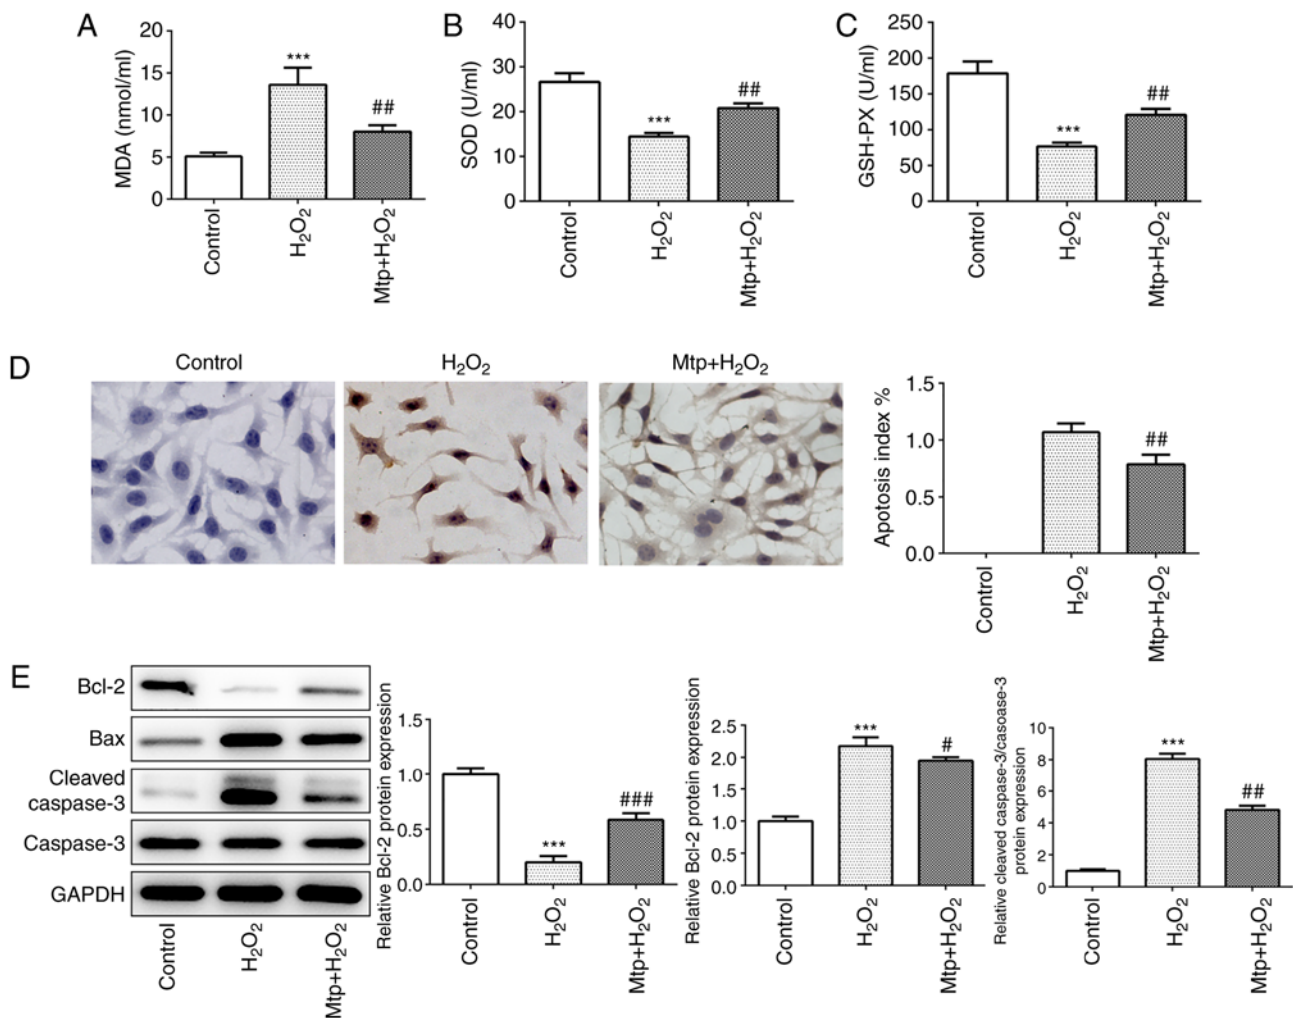 A
MDA (nmol/ml)
20
15
10
5
0
***
##
Control
H₂O₂
Mtp+H₂O₂
B
SOD (U/ml)
40
30
20
10
0
***
##
Control
H₂O₂
Mtp+H₂O₂
C
GSH-PX (U/ml)
250
200
150
100
50
0
***
##
Control
H₂O₂
Mtp+H₂O₂
D
Control
H₂O₂
Mtp+H₂O₂
Apotosis index %
1.5
1.0
0.5
0.0
##
Control
H₂O₂
Mtp+H₂O₂
E
Bcl-2
Bax
Cleaved
caspase-3
Caspase-3
GAPDH
Control
H₂O₂
Mtp+H₂O₂
Relative Bcl-2 protein expression
1.5
1.0
0.5
0.0
***
###
Control
H₂O₂
Mtp+H₂O₂
Relative Bcl-2 protein expression
2.5
2.0
1.5
1.0
0.5
0.0
***
#
Control
H₂O₂
Mtp+H₂O₂
Relative cleaved caspase-3/casoase-3
protein expression
10
8
6
4
2
0
***
##
Control
H₂O₂
Mtp+H₂O₂